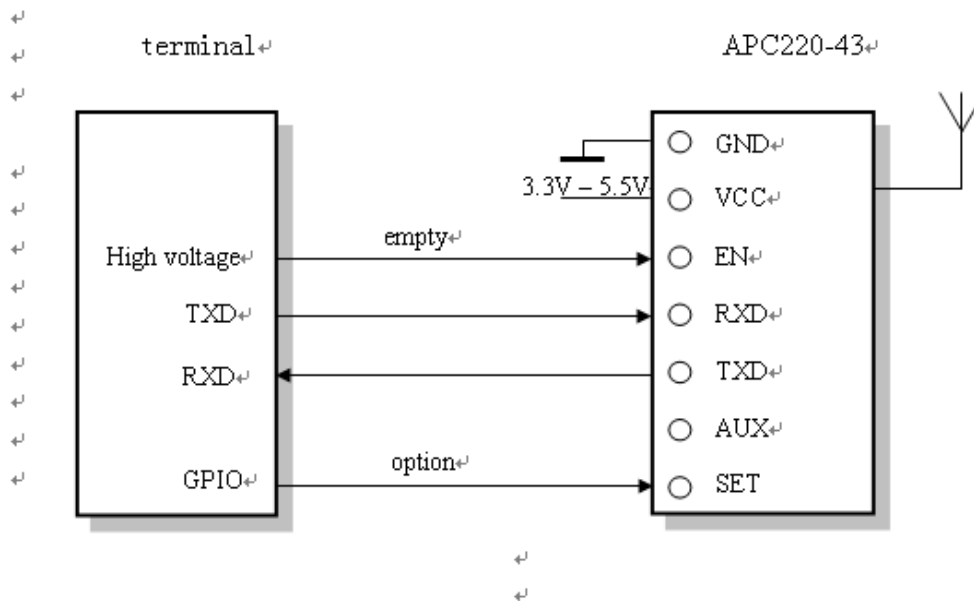 terminal
APC220-43
GND
3.3V – 5.5V
VCC
High voltage
empty
EN
TXD
RXD
RXD
TXD
AUX
GPIO
option
SET